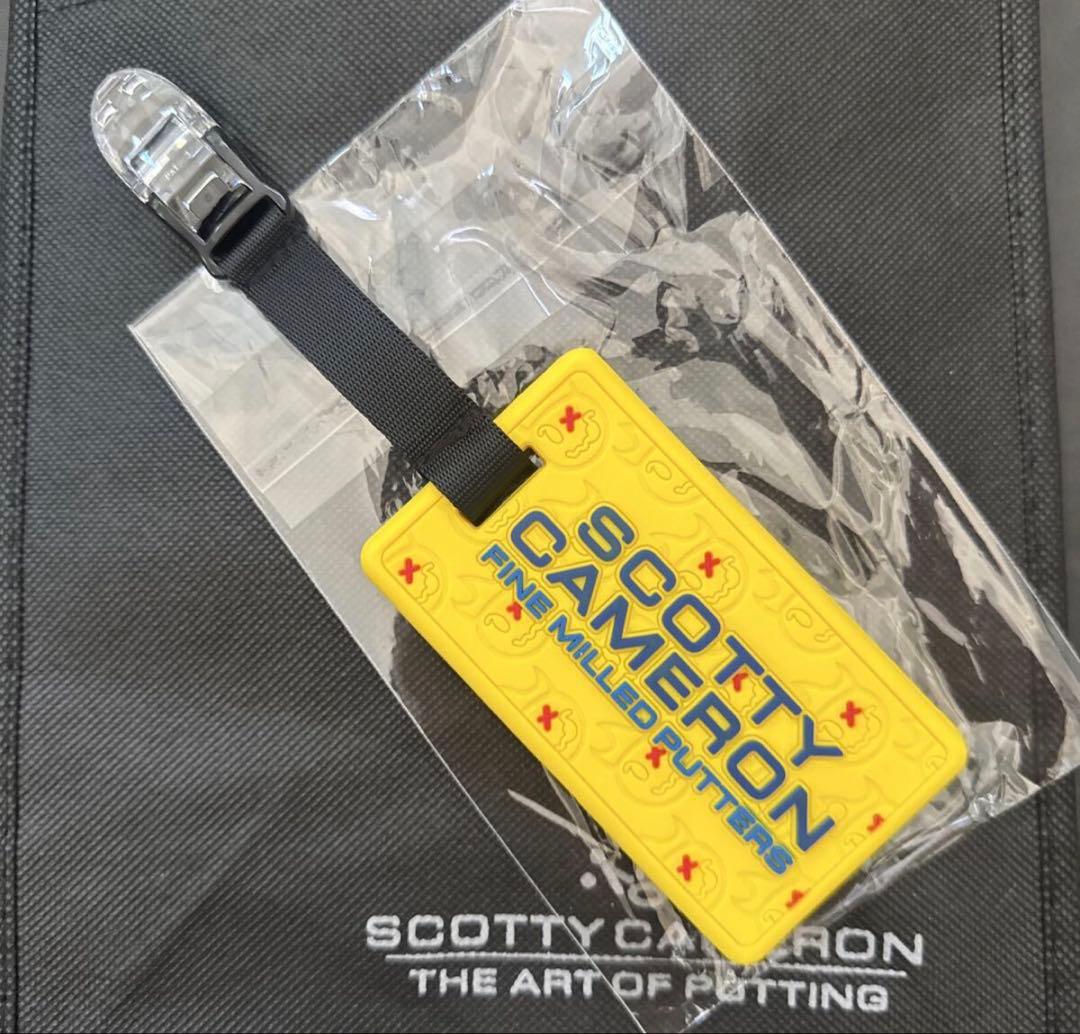 SCOTTY
CAMERON
FINE MILLED PUTTERS
SCOTTY CAMERON
THE ART OF PUTTING